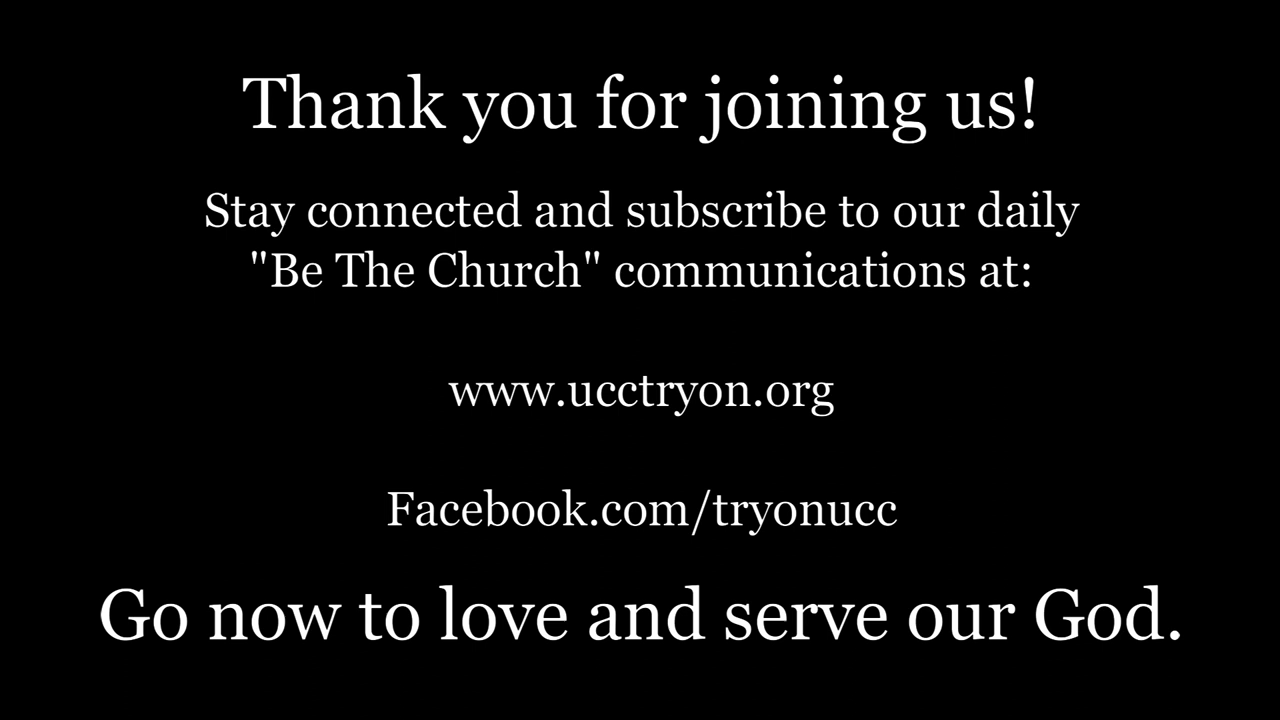 Thank you for joining us!
Stay connected and subscribe to our daily
"Be The Church" communications at:
www.ucctryon.org
Facebook.com/tryonucc
Go now to love and serve our God.